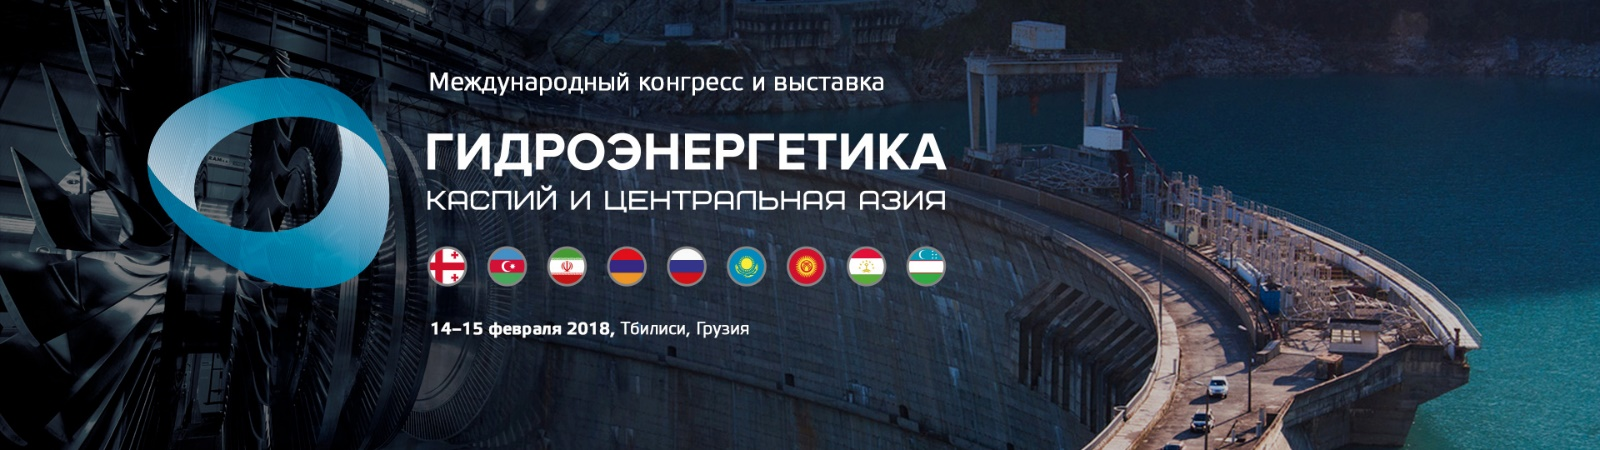 Международный конгресс и выставка
ГИДРОЭНЕРГЕТИКА
КАСПИЙ И ЦЕНТРАЛЬНАЯ АЗИЯ
14–15 февраля 2018, Тбилиси, Грузия